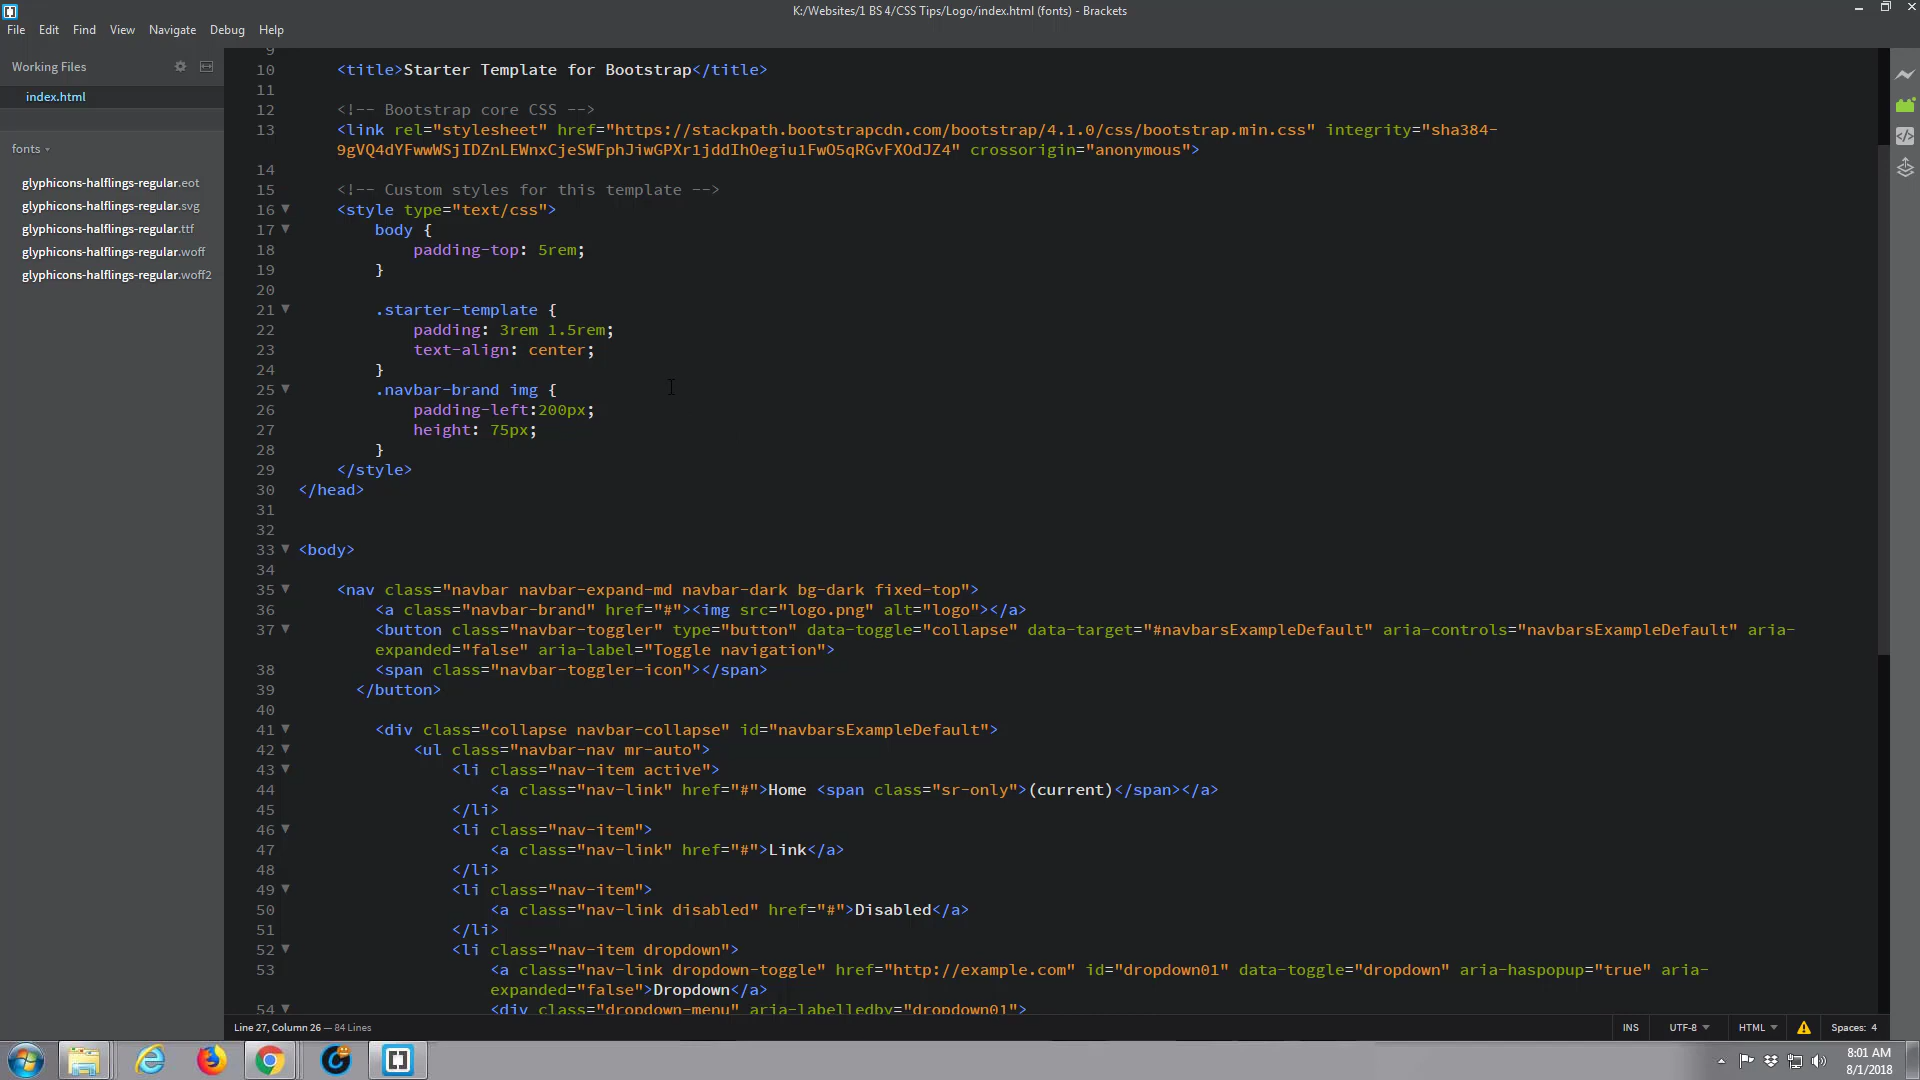 K:/Websites/1 BS 4/CSS Tips/Logo/index.html (fonts) - Brackets
File Edit Find View Navigate Debug Help
Working Files
index.html
fonts
glyphicons-halflings-regular.eot
glyphicons-halflings-regular.svg
glyphicons-halflings-regular.ttf
glyphicons-halflings-regular.woff
glyphicons-halflings-regular.woff2
9
10 <title>Starter Template for Bootstrap</title>
11
12 <!-- Bootstrap core CSS -->
13 <link rel="stylesheet" href="https://stackpath.bootstrapcdn.com/bootstrap/4.1.0/css/bootstrap.min.css" integrity="sha384-
9gVQ4dYFwwWSjIDZnLEWnxCjeSWFphJiwGPXr1jddIhOegiu1FwO5qRGvFXOdJZ4" crossorigin="anonymous">
14
15 <!-- Custom styles for this template -->
16 <style type="text/css">
17 body {
18 padding-top: 5rem;
19 }
20
21 .starter-template {
22 padding: 3rem 1.5rem;
23 text-align: center;
24 }
25 .navbar-brand img {
26 padding-left:200px;
27 height: 75px;
28 }
29 </style>
30 </head>
31
32
33 <body>
34
35 <nav class="navbar navbar-expand-md navbar-dark bg-dark fixed-top">
36 <a class="navbar-brand" href="#"><img src="logo.png" alt="logo"></a>
37 <button class="navbar-toggler" type="button" data-toggle="collapse" data-target="#navbarsExampleDefault" aria-controls="navbarsExampleDefault" aria-
expanded="false" aria-label="Toggle navigation">
38 <span class="navbar-toggler-icon"></span>
39 </button>
40
41 <div class="collapse navbar-collapse" id="navbarsExampleDefault">
42 <ul class="navbar-nav mr-auto">
43 <li class="nav-item active">
44 <a class="nav-link" href="#">Home <span class="sr-only">(current)</span></a>
45 </li>
46 <li class="nav-item">
47 <a class="nav-link" href="#">Link</a>
48 </li>
49 <li class="nav-item">
50 <a class="nav-link disabled" href="#">Disabled</a>
51 </li>
52 <li class="nav-item dropdown">
53 <a class="nav-link dropdown-toggle" href="http://example.com" id="dropdown01" data-toggle="dropdown" aria-haspopup="true" aria-
expanded="false">Dropdown</a>
54 <div class="dropdown-menu" aria-labelledby="dropdown01">
Line 27, Column 26 — 84 Lines
INS UTF-8 HTML Spaces: 4
8:01 AM
8/1/2018